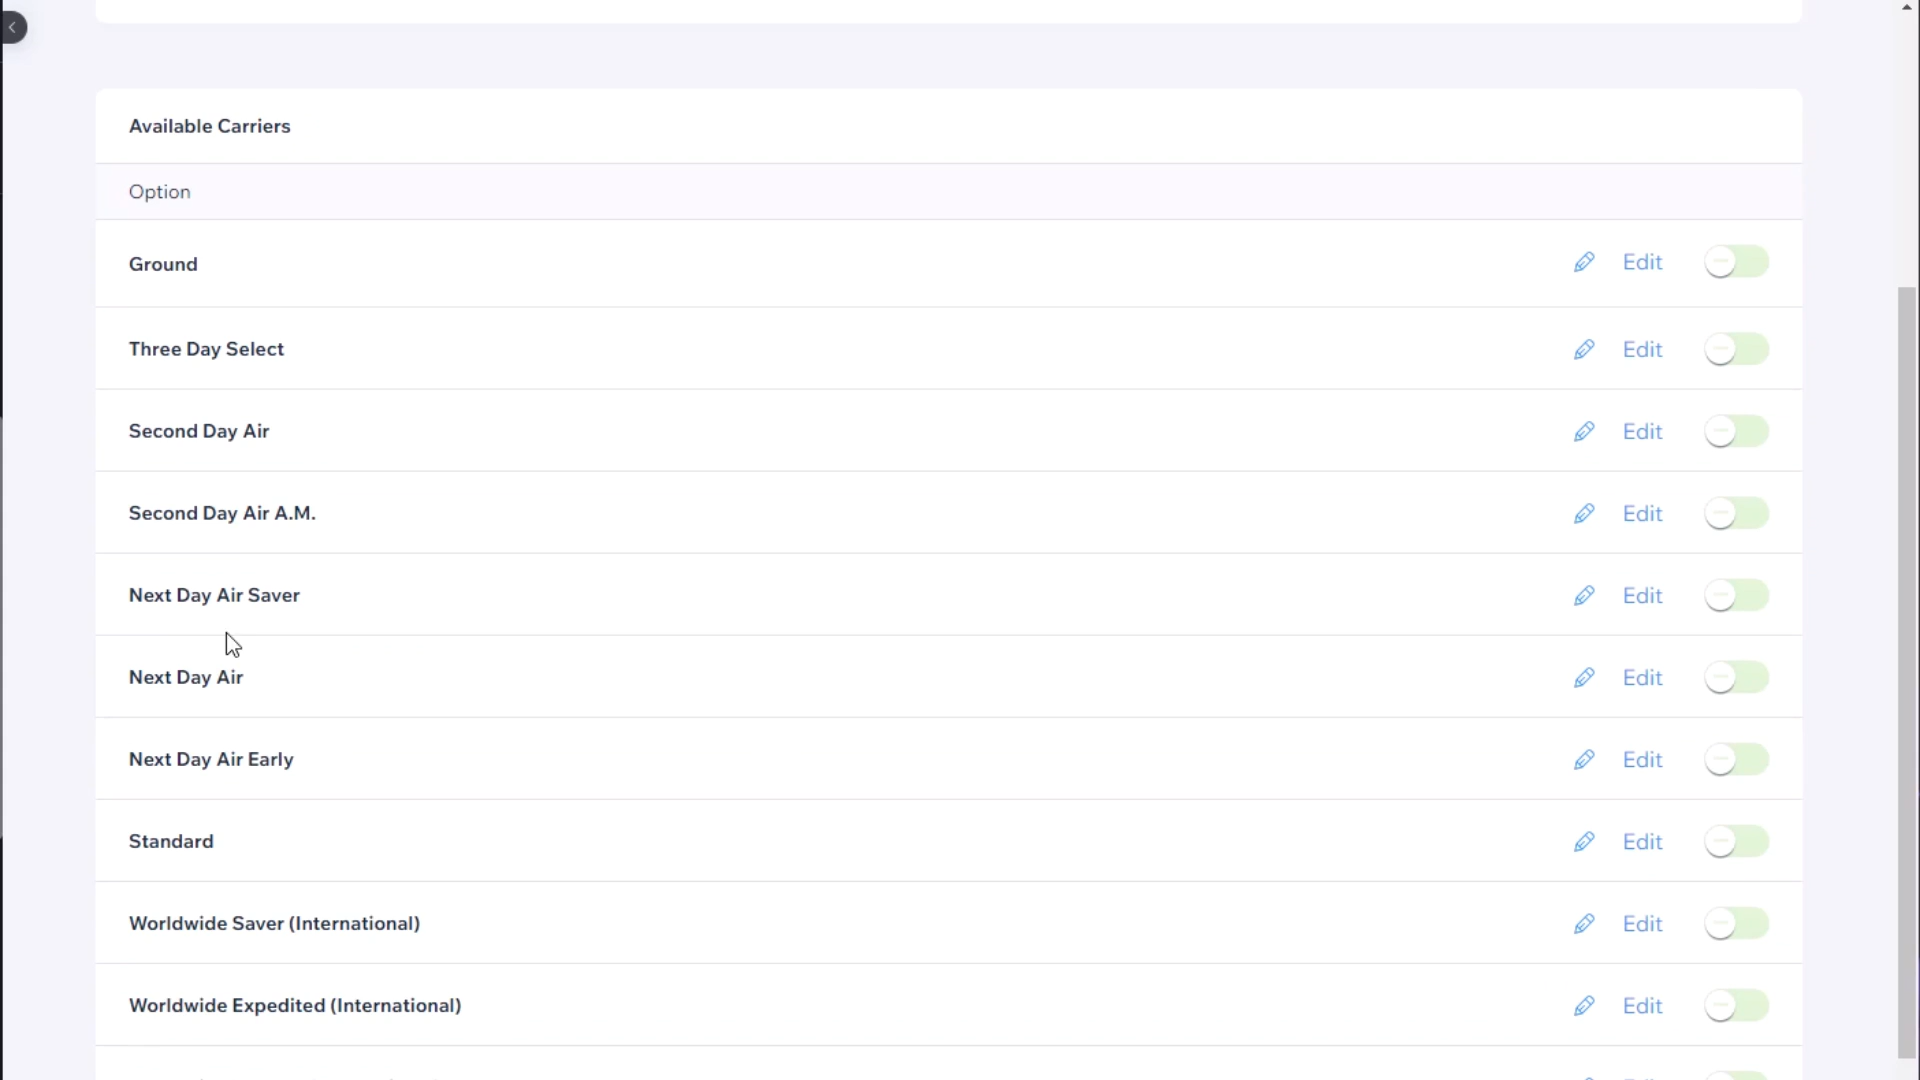 Available Carriers
Option
Ground Edit
Three Day Select Edit
Second Day Air Edit
Second Day Air A.M. Edit
Next Day Air Saver Edit
Next Day Air Edit
Next Day Air Early Edit
Standard Edit
Worldwide Saver (International) Edit
Worldwide Expedited (International) Edit